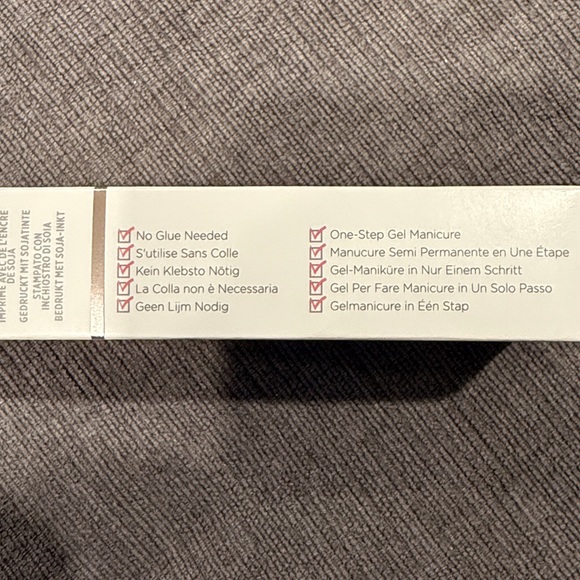 IMPRIMÉ AVEC DE L'ENCRE
DE SOJA
GEDRUCKT MIT SOJATINTE
STAMPATO CON
INCHIOSTRO DI SOIA
BEDRUKT MET SOJA-INKT
No Glue Needed
S'utilise Sans Colle
Kein Klebsto Nötig
La Colla non è Necessaria
Geen Lijm Nodig
One-Step Gel Manicure
Manucure Semi Permanente en Une Étape
Gel-Maniküre in Nur Einem Schritt
Gel Per Fare Manicure in Un Solo Passo
Gelmanicure in Één Stap